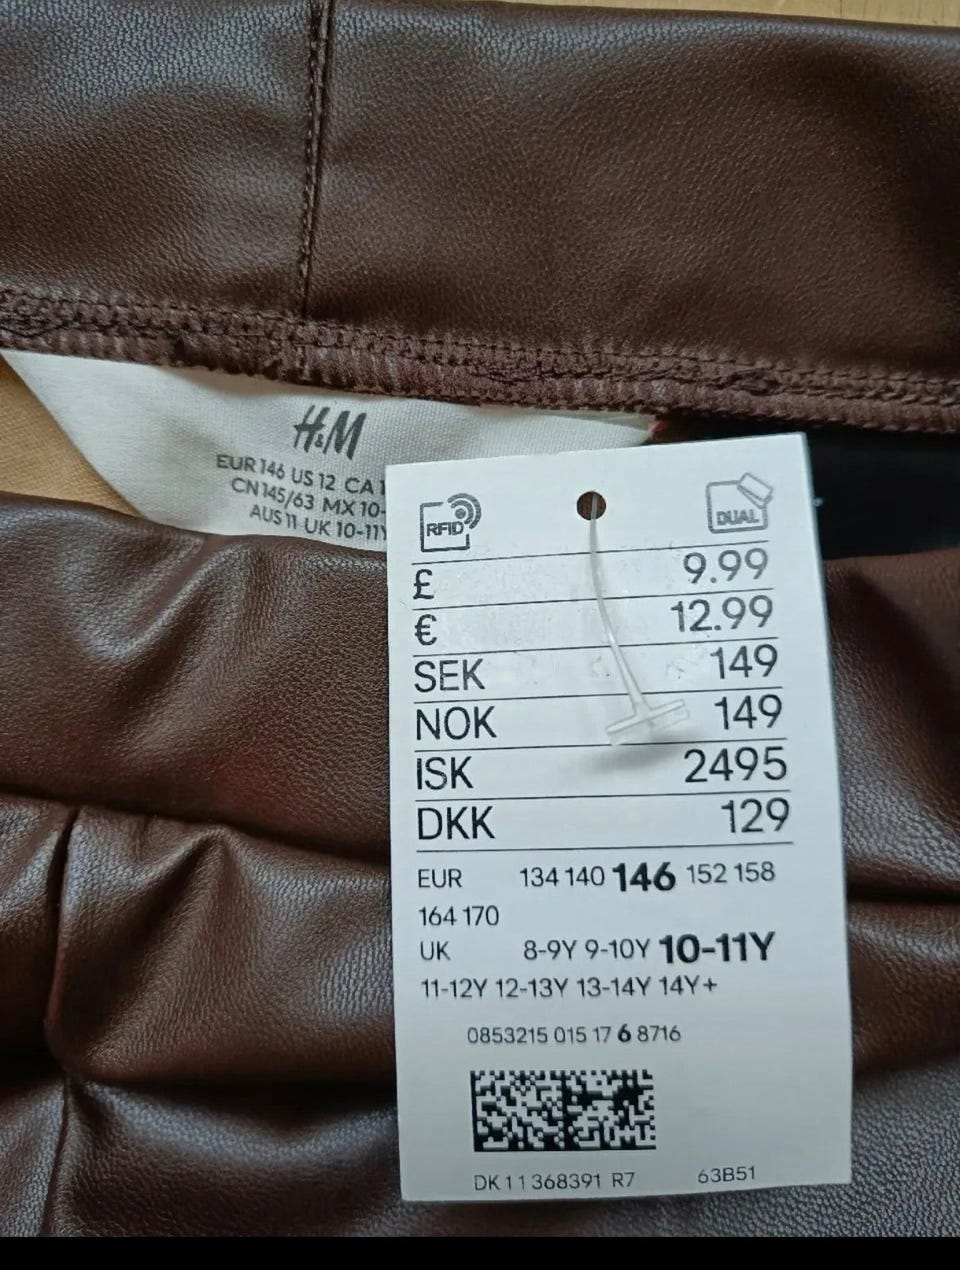 H&M
EUR 146 US 12 CA
CN 145/63 MX 10-
AUS 11 UK 10-11Y
RFID
DUAL
£ 9.99
€ 12.99
SEK 149
NOK 149
ISK 2495
DKK 129
EUR 134 140 146 152 158
164 170
UK 8-9Y 9-10Y 10-11Y
11-12Y 12-13Y 13-14Y 14Y+
0853215 015 17 6 8716
DK 11368391 R7 63B51